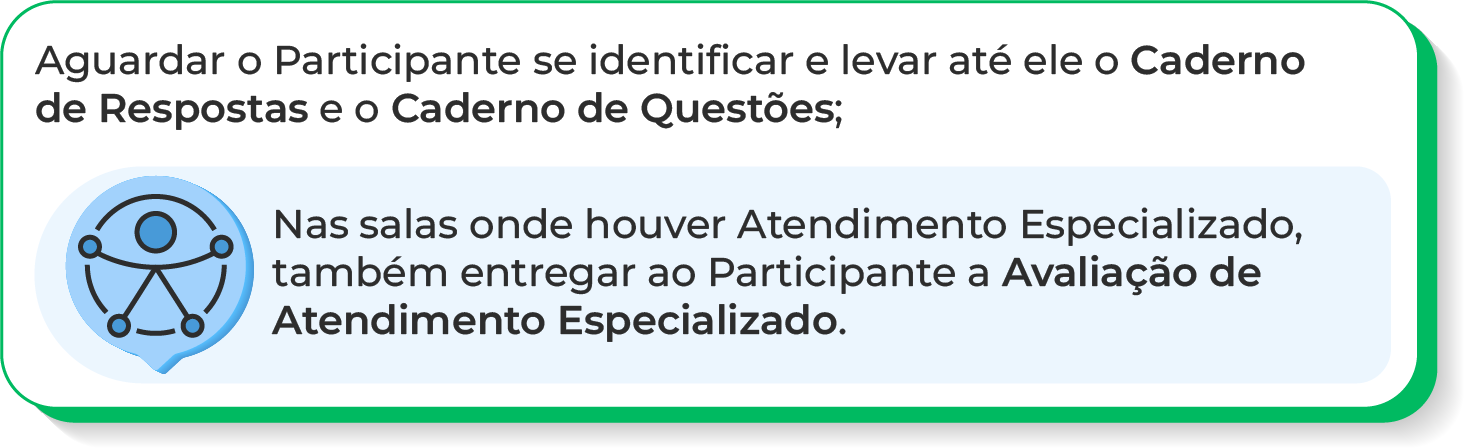 Aguardar o Participante se identificar e levar até ele o Caderno
de Respostas e o Caderno de Questões;
Nas salas onde houver Atendimento Especializado,
também entregar ao Participante a Avaliação de
Atendimento Especializado.